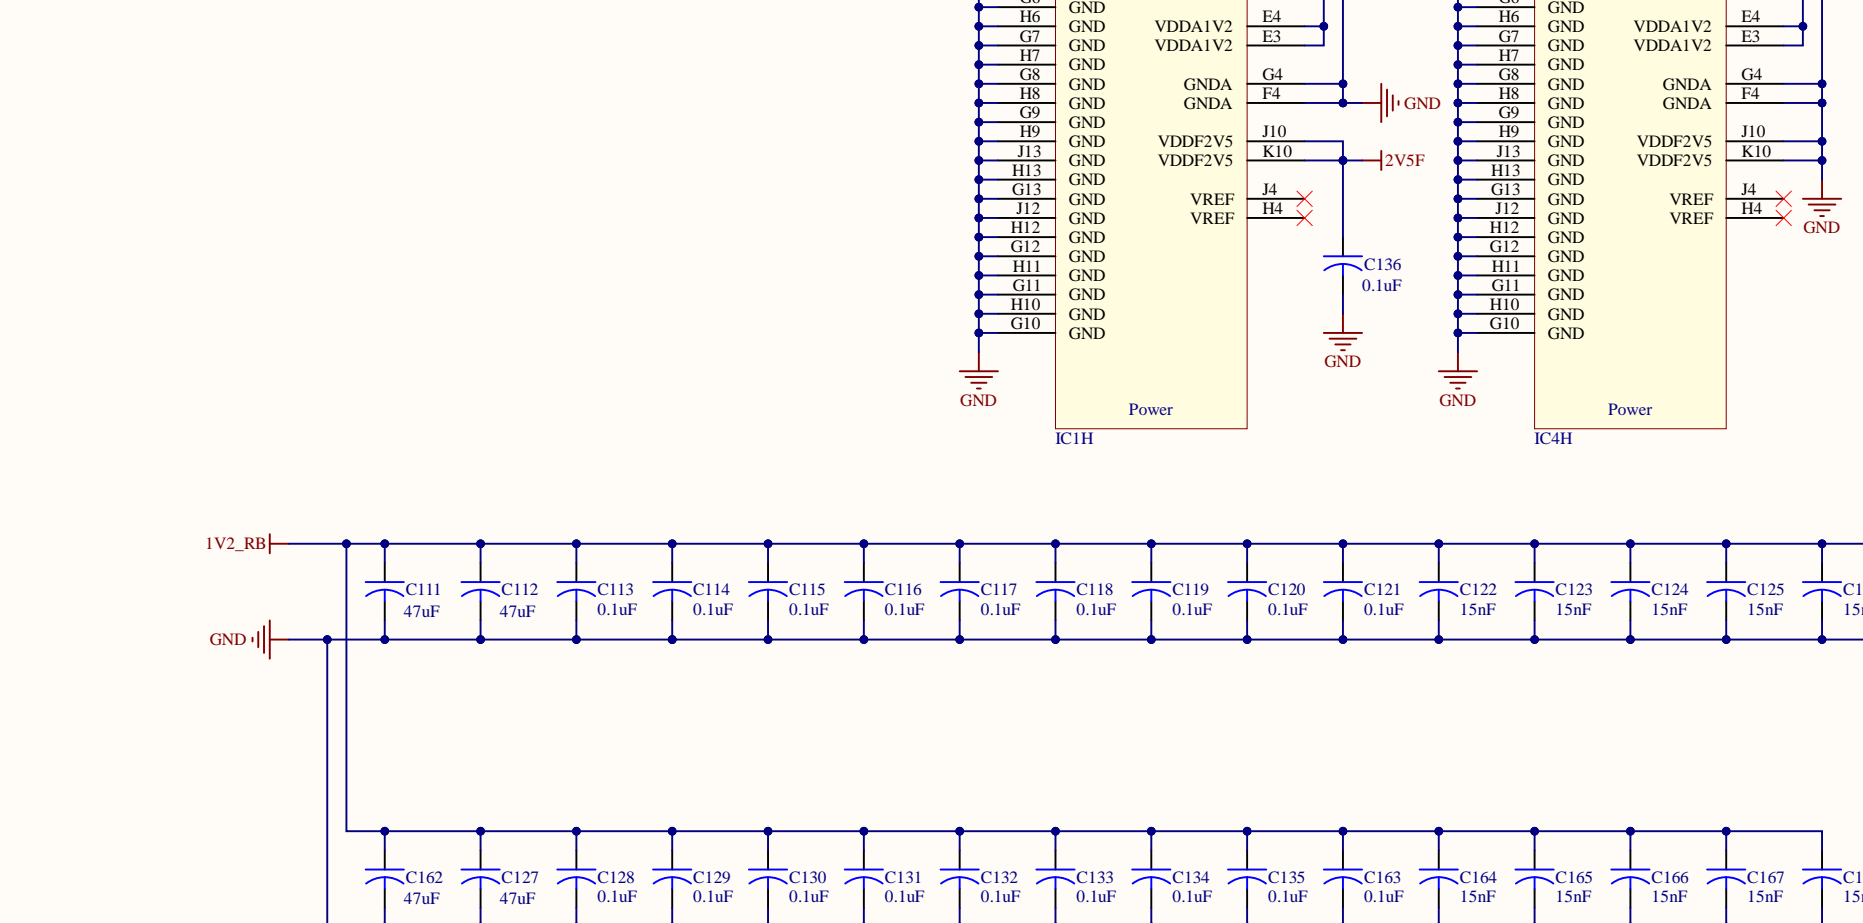 GND
H6 GND VDDA1V2 E4
G7 GND VDDA1V2 E3
H7 GND
G8 GND GNDA G4
H8 GND GNDA F4 GND
G9 GND
H9 GND VDDF2V5 J10
J13 GND VDDF2V5 K10 2V5F
H13 GND
G13 GND VREF J4
J12 GND VREF H4
H12 GND
G12 GND
H11 GND
G11 GND
H10 GND
G10 GND
C136
0.1uF
GND
GND
Power
IC1H
GND
H6 GND VDDA1V2 E4
G7 GND VDDA1V2 E3
H7 GND
G8 GND GNDA G4
H8 GND GNDA F4
G9 GND
H9 GND VDDF2V5 J10
J13 GND VDDF2V5 K10
H13 GND
G13 GND VREF J4
J12 GND VREF H4
H12 GND
G12 GND
H11 GND
G11 GND
H10 GND
G10 GND
GND
GND
Power
IC4H
1V2_RB
C111 C112 C113 C114 C115 C116 C117 C118 C119 C120 C121 C122 C123 C124 C125
47uF 47uF 0.1uF 0.1uF 0.1uF 0.1uF 0.1uF 0.1uF 0.1uF 0.1uF 0.1uF 15nF 15nF 15nF 15nF
GND
C162 C127 C128 C129 C130 C131 C132 C133 C134 C135 C163 C164 C165 C166 C167
47uF 47uF 0.1uF 0.1uF 0.1uF 0.1uF 0.1uF 0.1uF 0.1uF 0.1uF 0.1uF 15nF 15nF 15nF 15nF